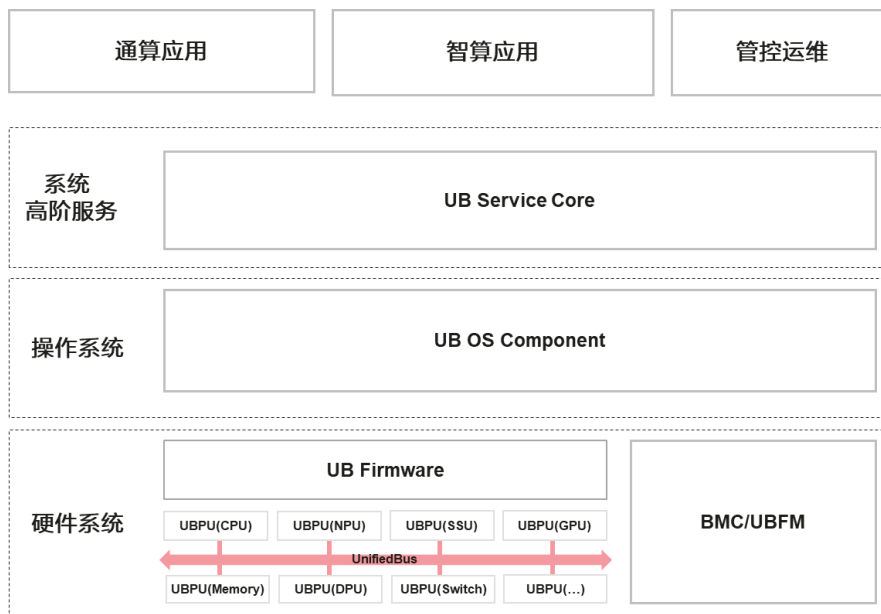 通算应用
智算应用
管控运维
系统
高阶服务
UB Service Core
操作系统
UB OS Component
硬件系统
UB Firmware
UBPU(CPU)
UBPU(NPU)
UBPU(SSU)
UBPU(GPU)
UnifiedBus
UBPU(Memory)
UBPU(DPU)
UBPU(Switch)
UBPU(…)
BMC/UBFM